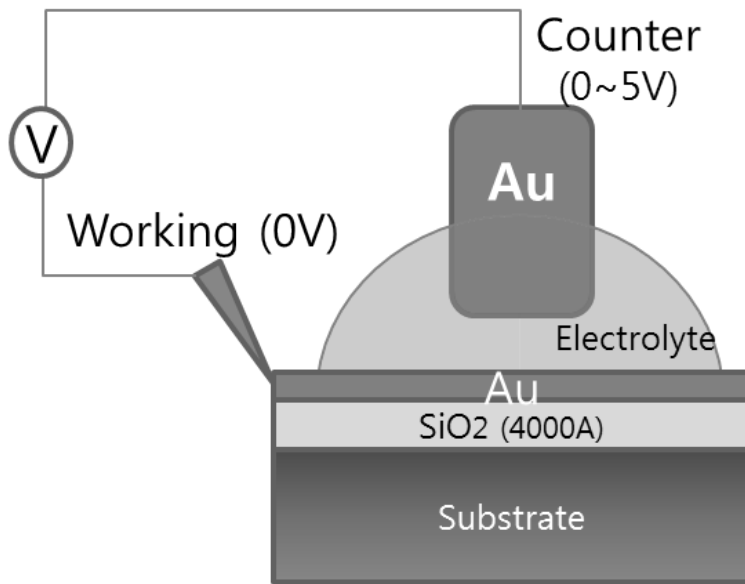 Counter
(0~5V)
V
Au
Working (0V)
Electrolyte
Au
SiO2 (4000A)
Substrate